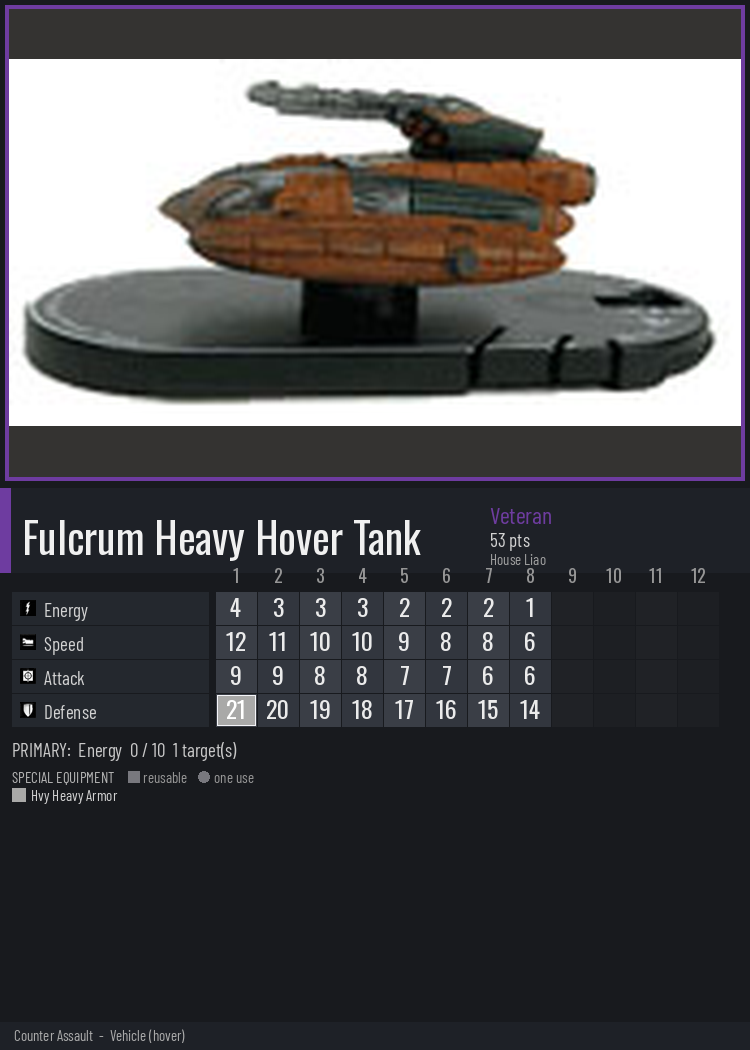 Fulcrum Heavy Hover Tank
Veteran
53 pts
House Liao
1 2 3 4 5 6 7 8 9 10 11 12
Energy 4 3 3 3 2 2 2 1
Speed 12 11 10 10 9 8 8 6
Attack 9 9 8 8 7 7 6 6
Defense 21 20 19 18 17 16 15 14
PRIMARY: Energy 0 / 10 1 target(s)
SPECIAL EQUIPMENT reusable one use
Hvy Heavy Armor
Counter Assault - Vehicle (hover)